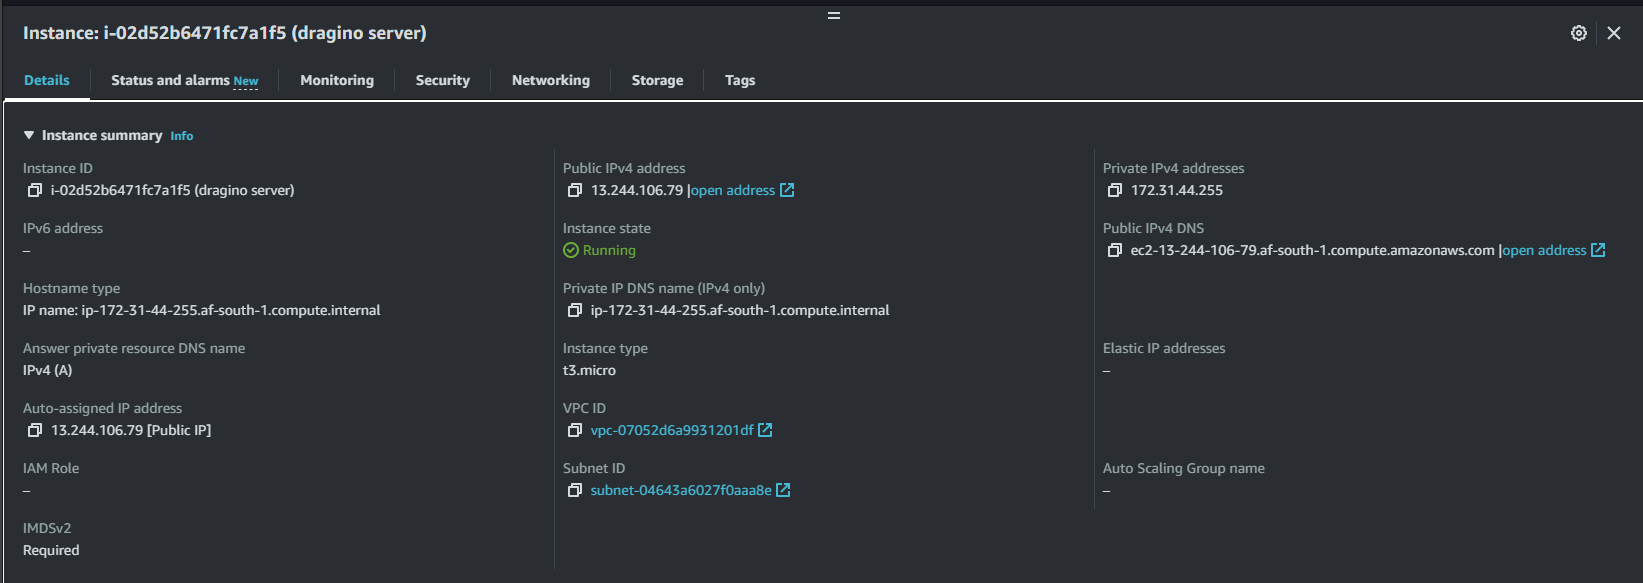 Instance: i-02d52b6471fc7a1f5 (dragino server)
Details
Status and alarms New
Monitoring
Security
Networking
Storage
Tags
Instance summary Info
Instance ID
i-02d52b6471fc7a1f5 (dragino server)
Public IPv4 address
13.244.106.79 |open address
Private IPv4 addresses
172.31.44.255
IPv6 address
–
Instance state
Running
Public IPv4 DNS
ec2-13-244-106-79.af-south-1.compute.amazonaws.com |open address
Hostname type
IP name: ip-172-31-44-255.af-south-1.compute.internal
Private IP DNS name (IPv4 only)
ip-172-31-44-255.af-south-1.compute.internal
Answer private resource DNS name
IPv4 (A)
Instance type
t3.micro
Elastic IP addresses
–
Auto-assigned IP address
13.244.106.79 [Public IP]
VPC ID
vpc-07052d6a9931201df
IAM Role
–
Subnet ID
subnet-04643a6027f0aaa8e
Auto Scaling Group name
–
IMDSv2
Required